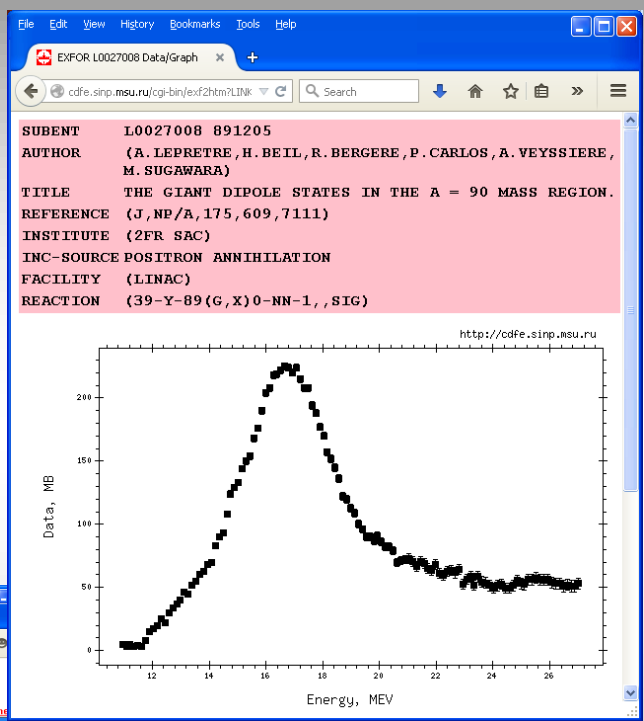 File Edit View History Bookmarks Tools Help
EXFOR L0027008 Data/Graph
cdfe.sinp.msu.ru/cgi-bin/exf2htm?LINK
Search
SUBENT L0027008 891205
AUTHOR (A.LEPRETRE,H.BEIL,R.BERGERE,P.CARLOS,A.VEYSSIERE,
M.SUGAWARA)
TITLE THE GIANT DIPOLE STATES IN THE A = 90 MASS REGION.
REFERENCE (J,NP/A,175,609,7111)
INSTITUTE (2FR SAC)
INC-SOURCE POSITRON ANNIHILATION
FACILITY (LINAC)
REACTION (39-Y-89(G,X)0-NN-1,,SIG)
http://cdfe.sinp.msu.ru
200
150
100
50
0
Data, MB
12 14 16 18 20 22 24 26
Energy, MEV